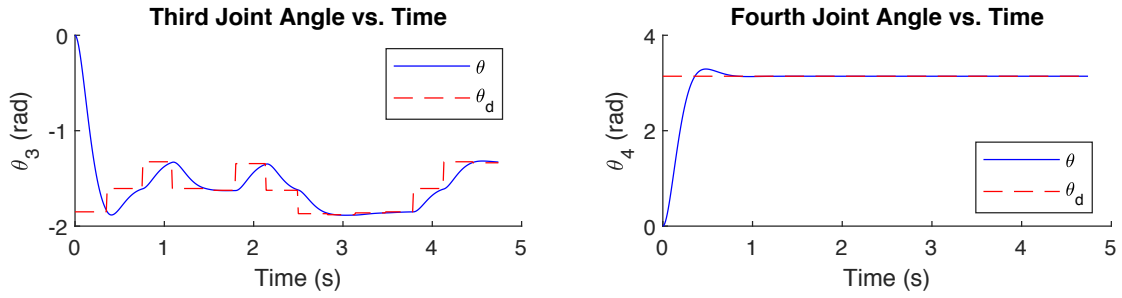 Third Joint Angle vs. Time
0
-1
-2
θ3 (rad)
θ
θd
0 1 2 3 4 5
Time (s)
Fourth Joint Angle vs. Time
4
2
0
θ4 (rad)
θ
θd
0 1 2 3 4 5
Time (s)